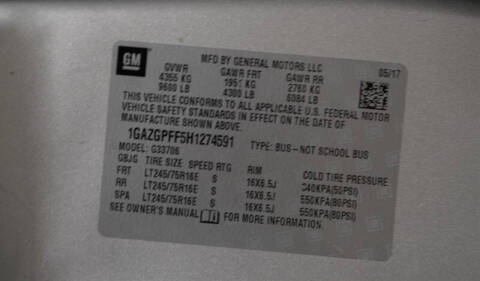 GM
MFD BY GENERAL MOTORS LLC
05/17
GVWR GAWR FRT GAWR RR
4355 KG 1951 KG 2760 KG
9600 LB 4300 LB 6084 LB
THIS VEHICLE CONFORMS TO ALL APPLICABLE U.S. FEDERAL MOTOR
VEHICLE SAFETY STANDARDS IN EFFECT ON THE DATE OF
MANUFACTURE SHOWN ABOVE.
1GAZGPFF5H1274591 TYPE: BUS-NOT SCHOOL BUS
MODEL: G33706
GBJG TIRE SIZE SPEED RTG RIM COLD TIRE PRESSURE
FRT LT245/75R16E S 16X6.5J 340KPA(50PSI)
RR LT245/75R16E S 16X6.5J 550KPA(80PSI)
SPA LT245/75R16E S 16X6.5J 550KPA(80PSI)
SEE OWNER'S MANUAL FOR MORE INFORMATION.